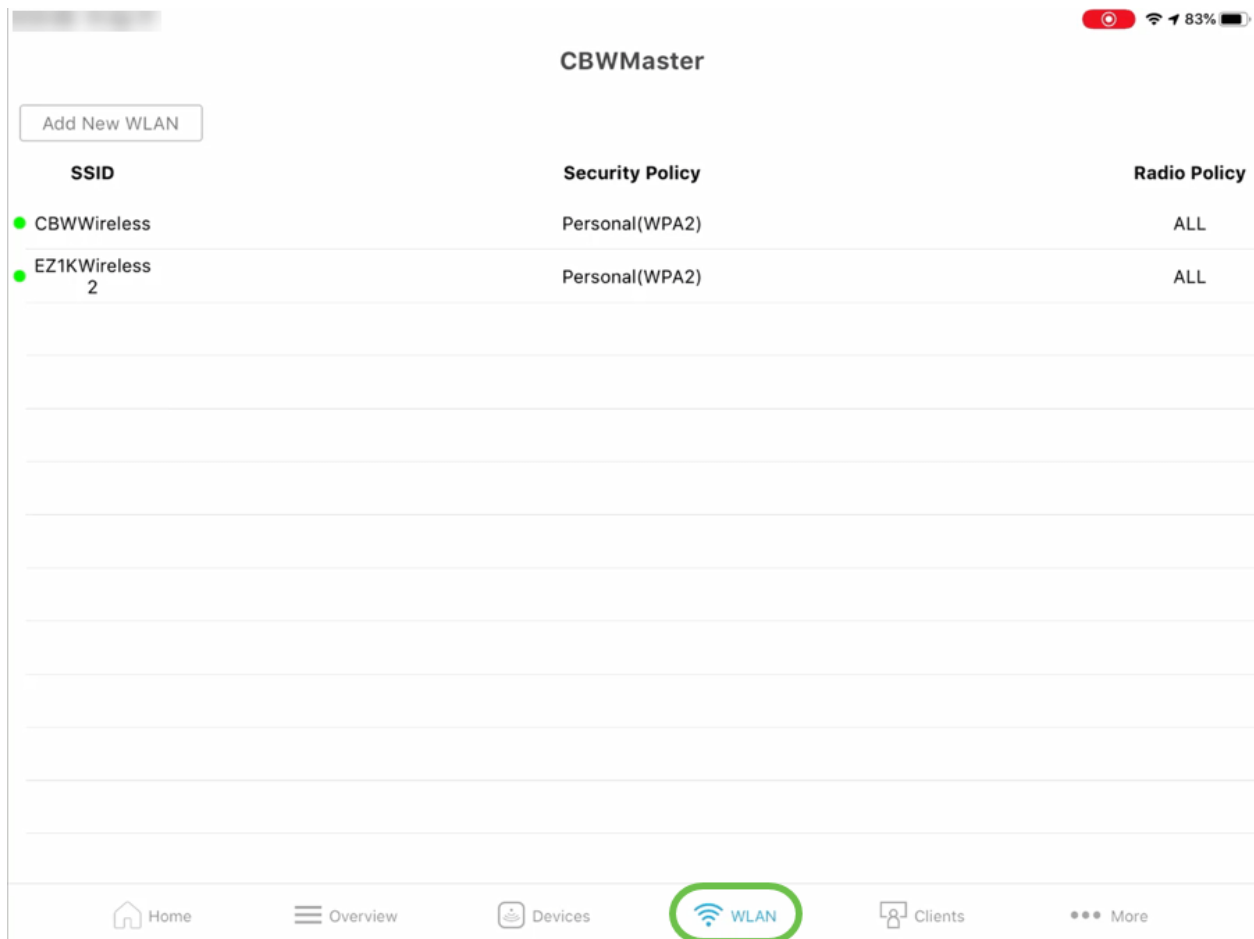 83%
CBWMaster
Add New WLAN
SSID Security Policy Radio Policy
CBWWireless Personal(WPA2) ALL
EZ1KWireless
2 Personal(WPA2) ALL
Home Overview Devices WLAN Clients More